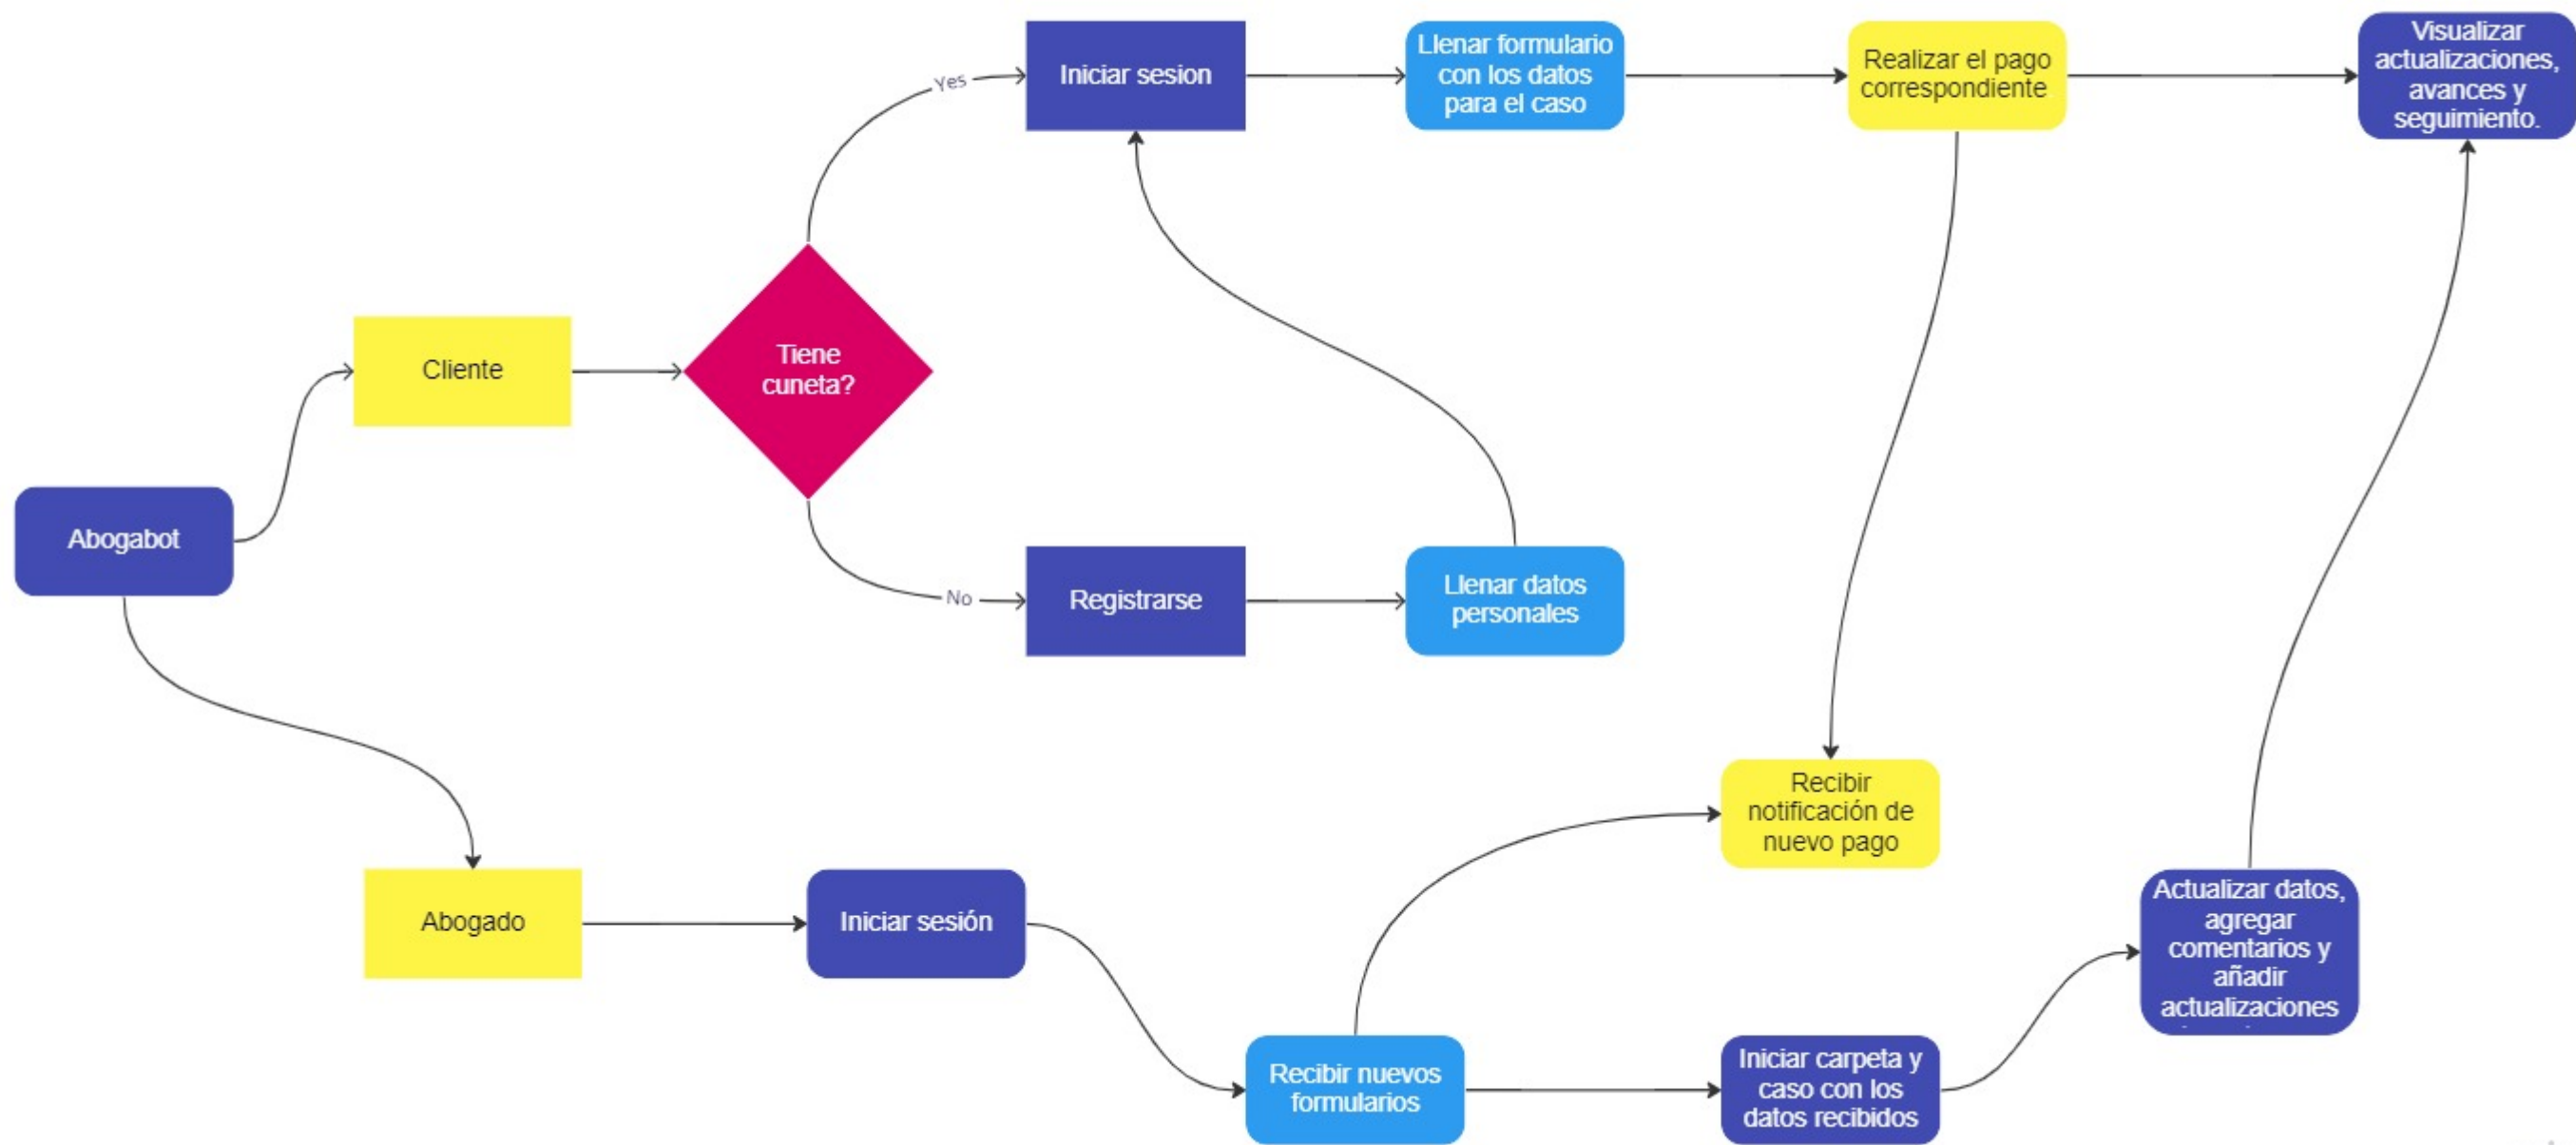 Visualizar
actualizaciones,
avances y
seguimiento.
Llenar formulario
con los datos
para el caso
Realizar el pago
correspondiente
Iniciar sesion
Yes
Tiene
cuneta?
Cliente
Abogabot
No
Registrarse
Llenar datos
personales
Recibir
notificación de
nuevo pago
Abogado
Iniciar sesión
Actualizar datos,
agregar
comentarios y
añadir
actualizaciones
Recibir nuevos
formularios
Iniciar carpeta y
caso con los
datos recibidos